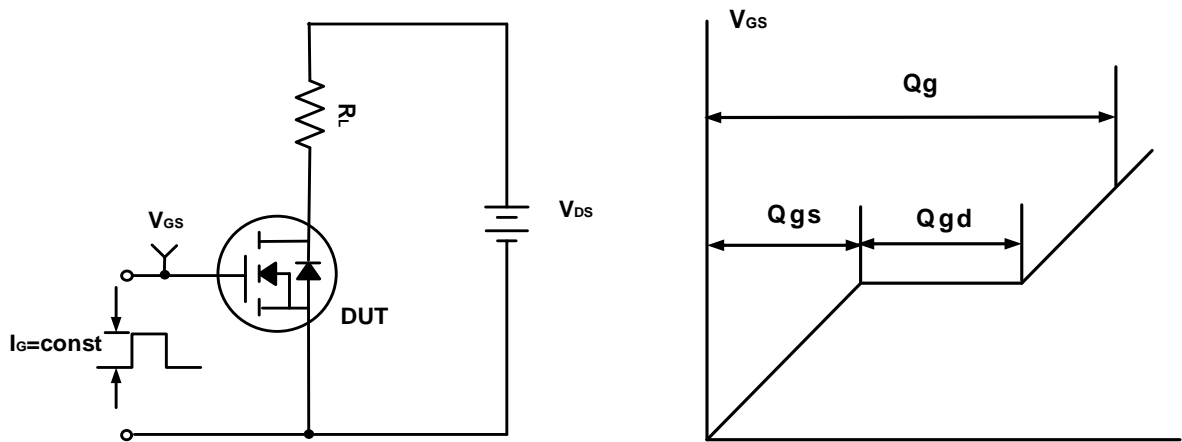 RL
VGS
VDS
DUT
IG=const
VGS
Qg
Qgs
Qgd